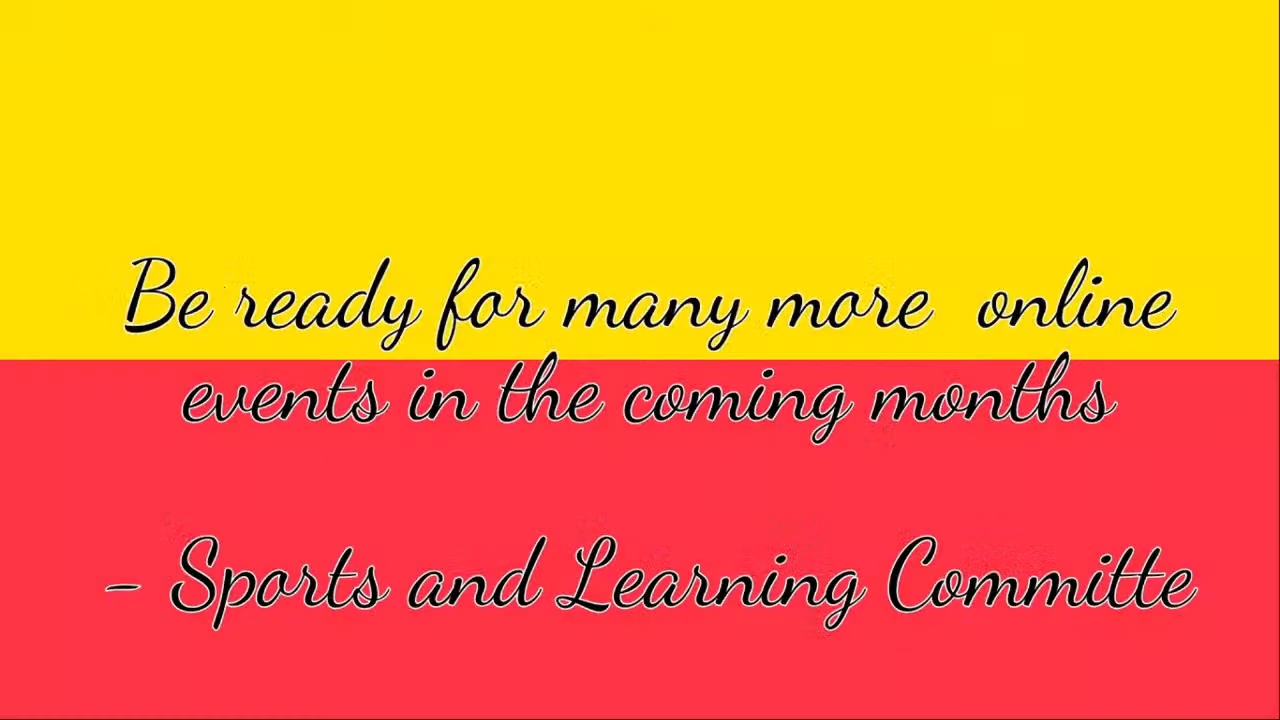 Be ready for many more  online
events in the coming months
- Sports and Learning Committe